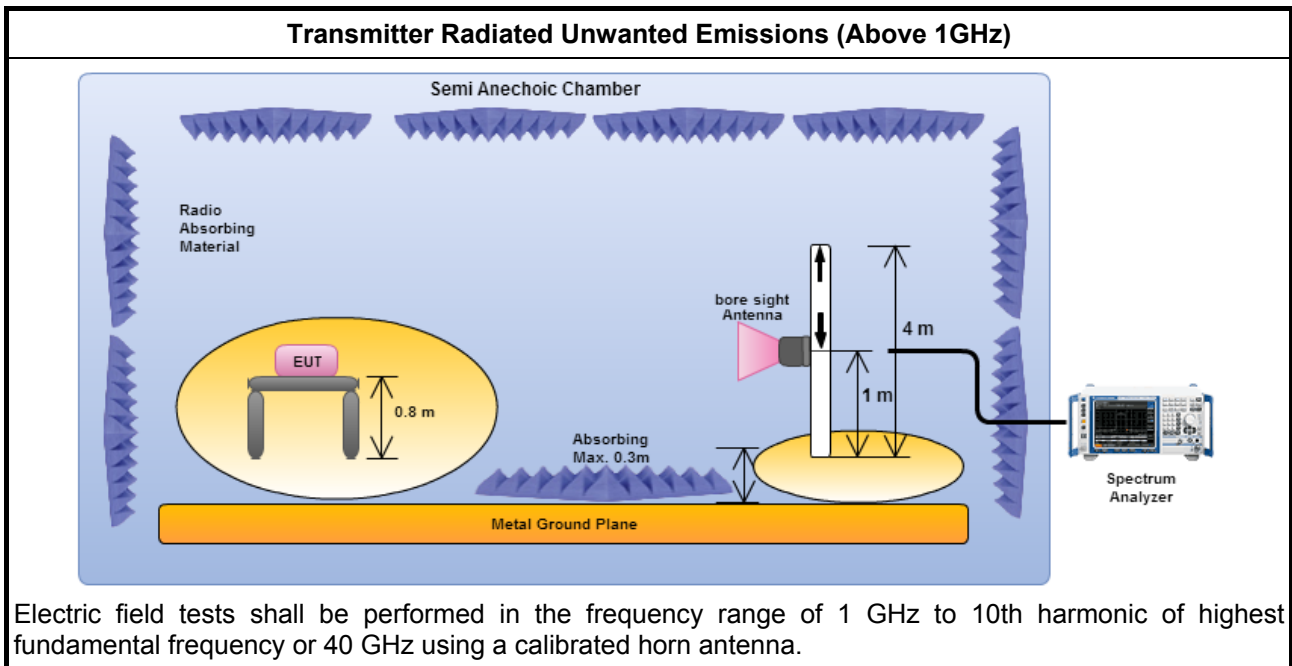 Transmitter Radiated Unwanted Emissions (Above 1GHz)
Semi Anechoic Chamber
Radio
Absorbing
Material
bore sight
Antenna
4 m
EUT
1 m
0.8 m
Absorbing
Max. 0.3m
Spectrum
Analyzer
Metal Ground Plane
Electric field tests shall be performed in the frequency range of 1 GHz to 10th harmonic of highest
fundamental frequency or 40 GHz using a calibrated horn antenna.